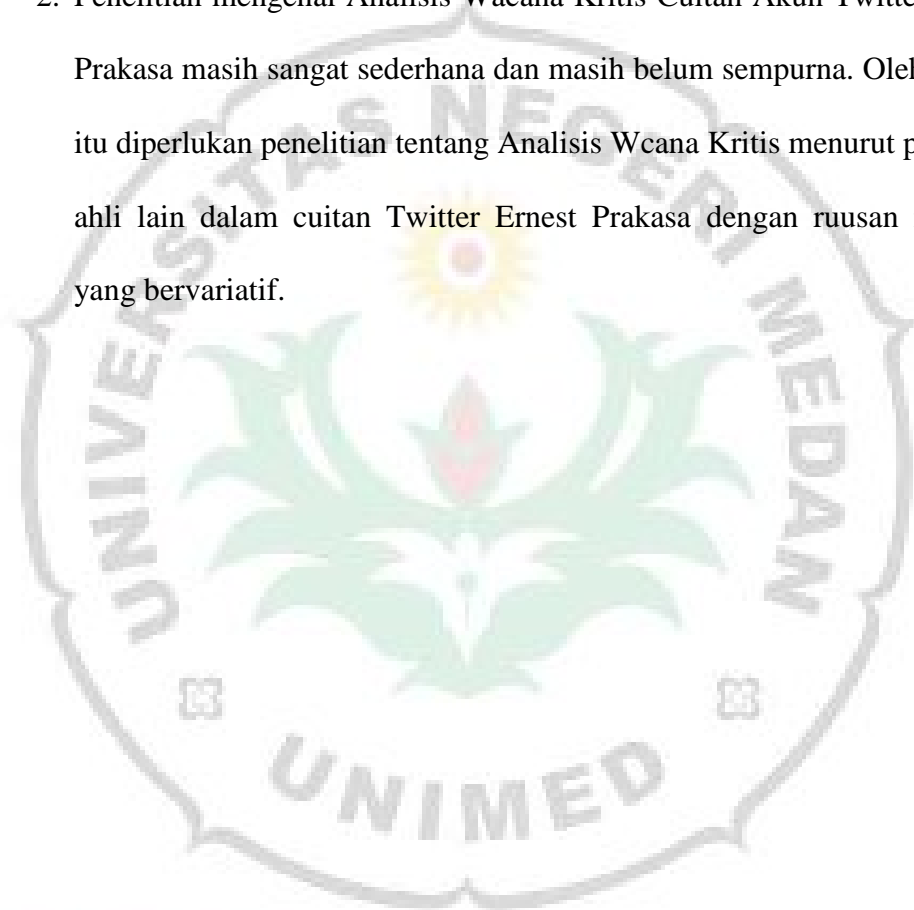 2. Penelitian mengenai Analisis Wacana Kritis Cuitan Akun Twitte
Prakasa masih sangat sederhana dan masih belum sempurna. Oleh
itu diperlukan penelitian tentang Analisis Wcana Kritis menurut p
ahli lain dalam cuitan Twitter Ernest Prakasa dengan ruusan
yang bervariatif.
UNIVERSITAS NEGERI MEDAN
UNIMED